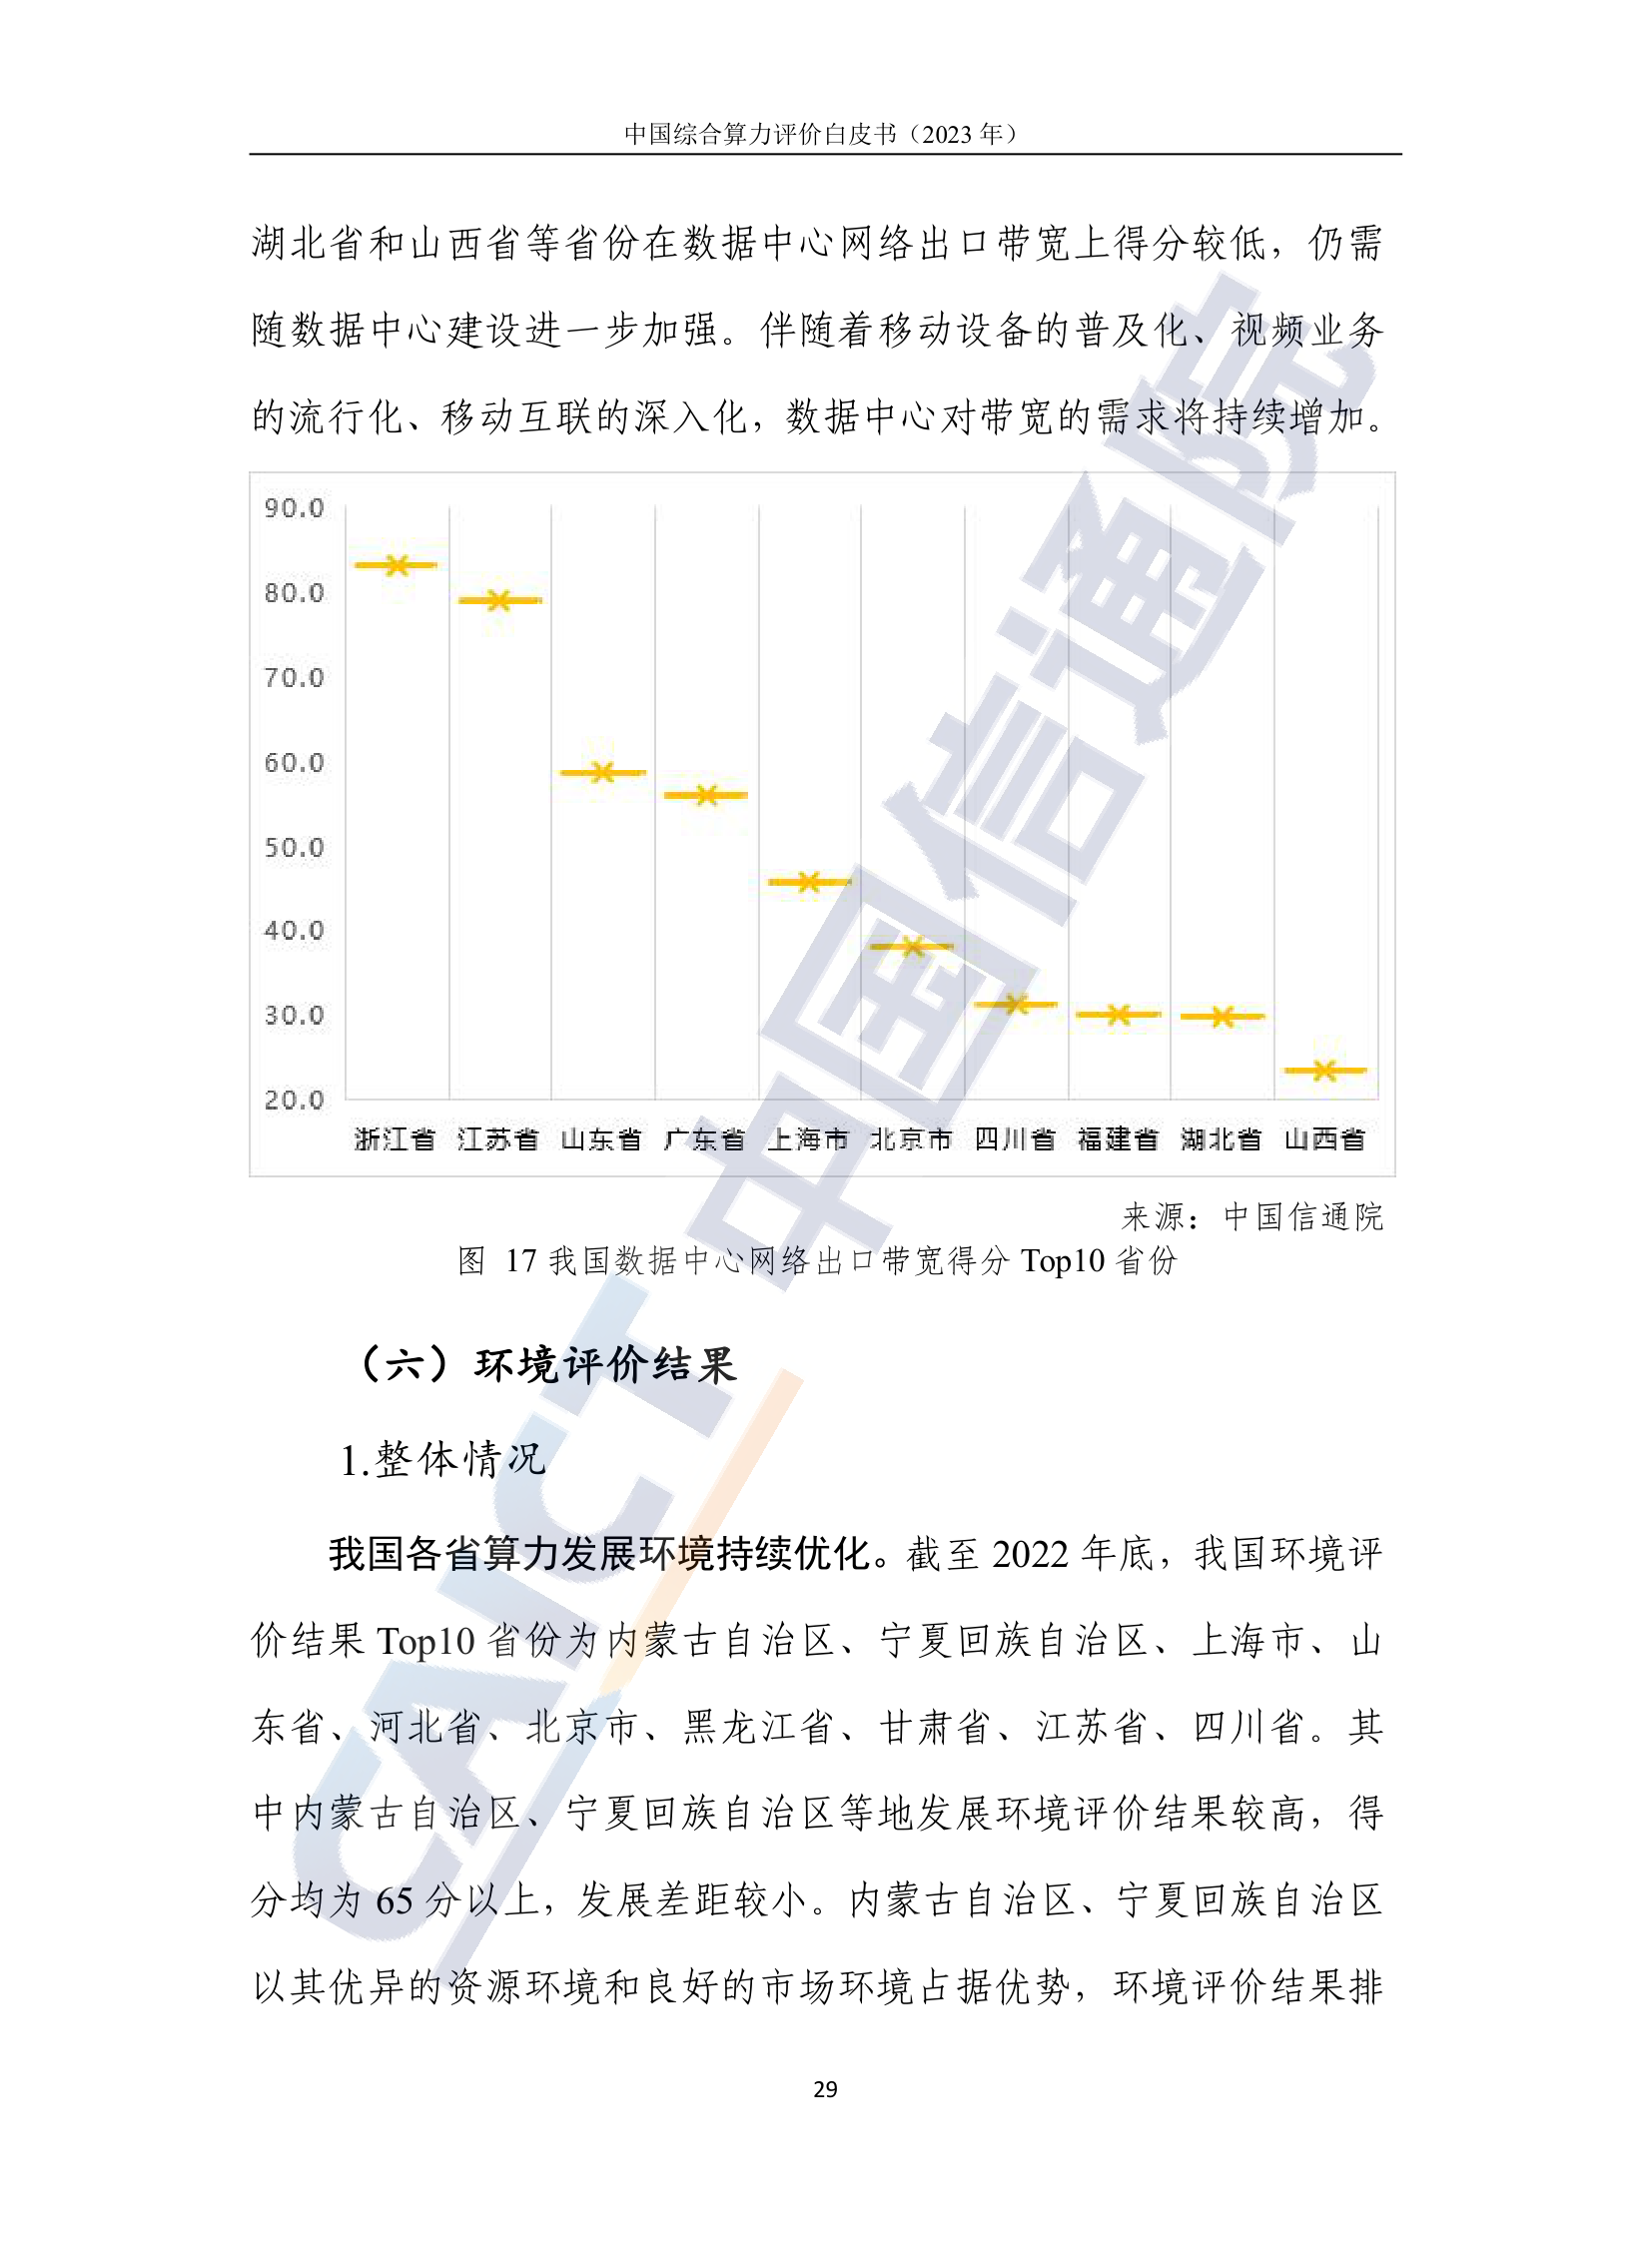 中国综合算力评价白皮书（2023 年）
湖北省和山西省等省份在数据中心网络出口带宽上得分较低，仍需
随数据中心建设进一步加强。伴随着移动设备的普及化、视频业务
的流行化、移动互联的深入化，数据中心对带宽的需求将持续增加。
90.0
80.0
70.0
60.0
50.0
40.0
30.0
20.0
浙江省 江苏省 山东省 广东省 上海市 北京市 四川省 福建省 湖北省 山西省
来源：中国信通院
图 17 我国数据中心网络出口带宽得分 Top10 省份
（六）环境评价结果
1.整体情况
我国各省算力发展环境持续优化。截至 2022 年底，我国环境评
价结果 Top10 省份为内蒙古自治区、宁夏回族自治区、上海市、山
东省、河北省、北京市、黑龙江省、甘肃省、江苏省、四川省。其
中内蒙古自治区、宁夏回族自治区等地发展环境评价结果较高，得
分均为 65 分以上，发展差距较小。内蒙古自治区、宁夏回族自治区
以其优异的资源环境和良好的市场环境占据优势，环境评价结果排
29
CAICT 中国信通院